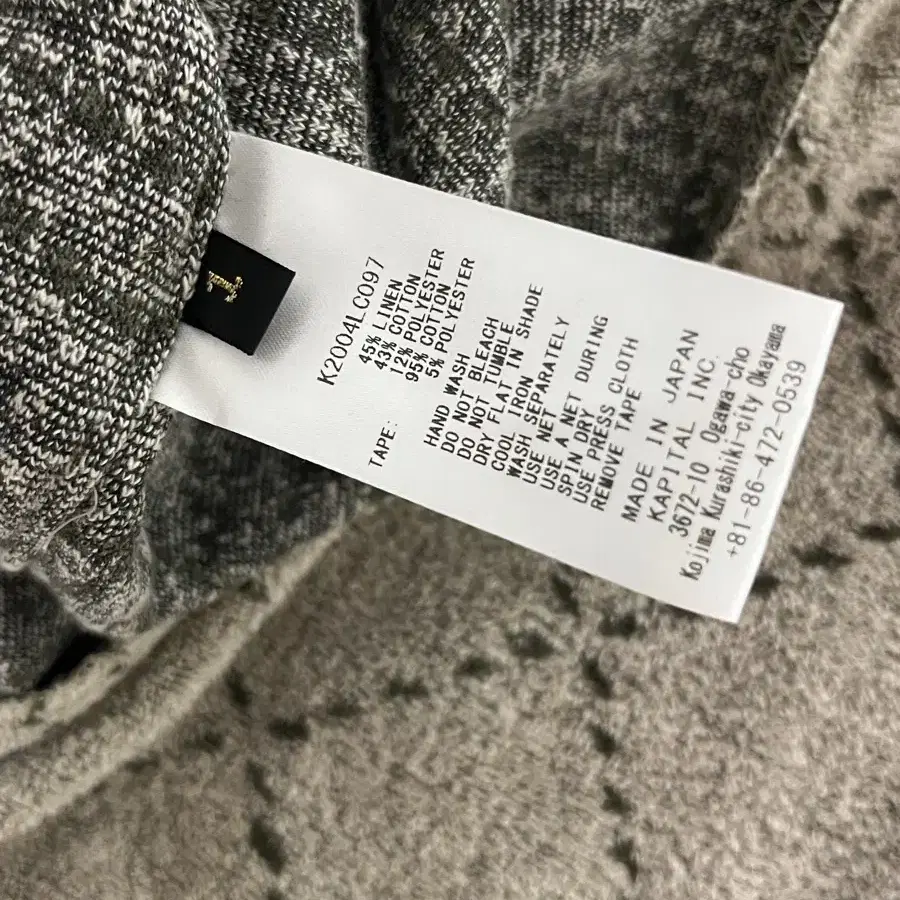 K2004LC097
45% LINEN
43% COTTON
12% POLYESTER
TAPE: 95% COTTON
5% POLYESTER
HAND WASH
DO NOT BLEACH
DO NOT TUMBLE
DRY FLAT IN SHADE
COOL IRON
WASH SEPARATELY
USE NET
USE A NET DURING
SPIN DRY
USE PRESS CLOTH
REMOVE TAPE
MADE IN JAPAN
KAPITAL INC.
3672-10 Ogawa-cho
Kojima Kurashiki-city Okayama
+81-86-472-0539